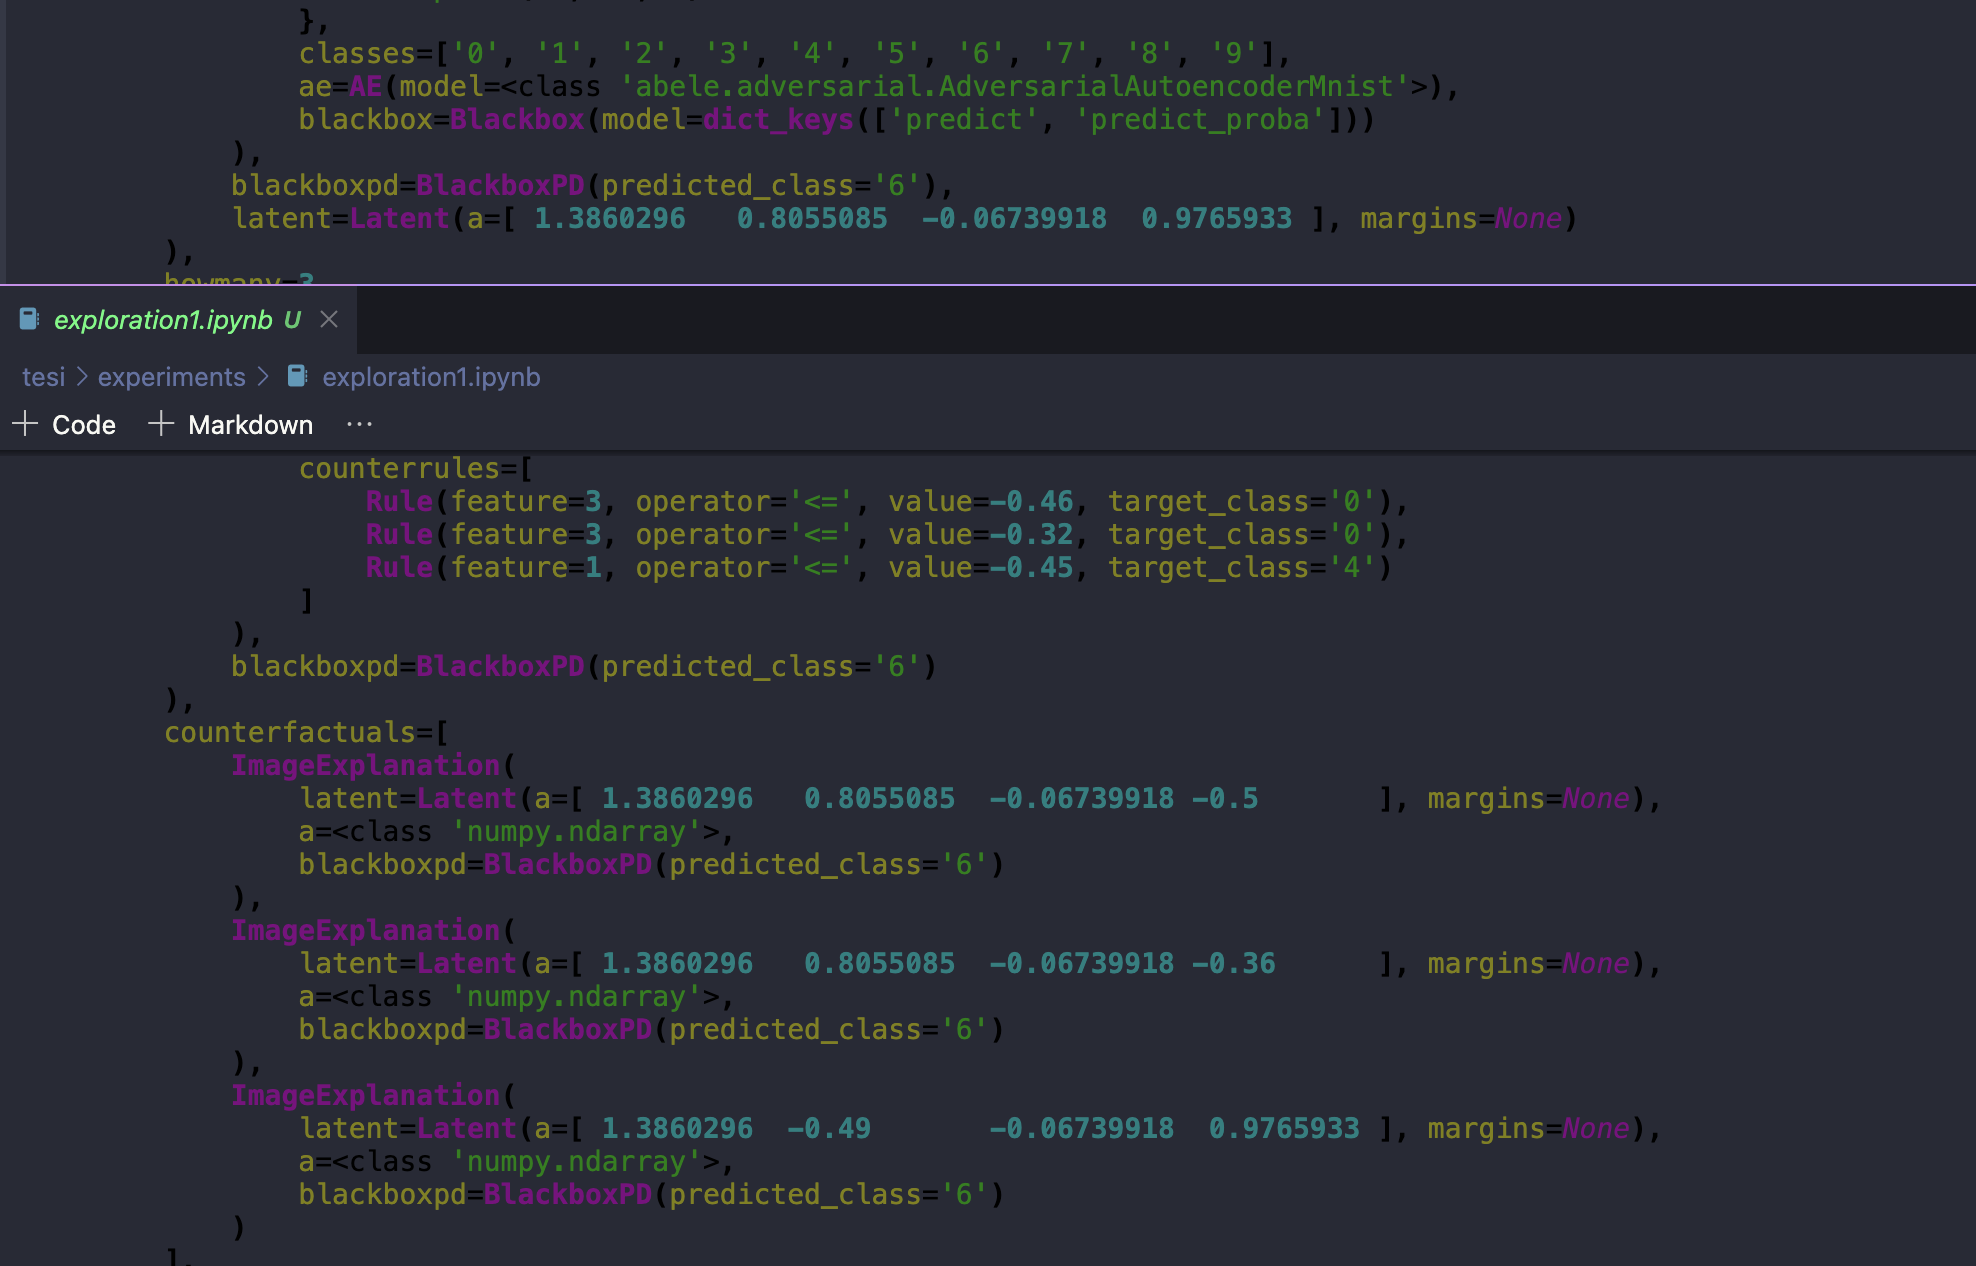 },
classes=['0', '1', '2', '3', '4', '5', '6', '7', '8', '9'],
ae=AE(model=<class 'abele.adversarial.AdversarialAutoencoderMnist'>),
blackbox=Blackbox(model=dict_keys(['predict', 'predict_proba']))
),
blackboxpd=BlackboxPD(predicted_class='6'),
latent=Latent(a=[ 1.3860296   0.8055085  -0.06739918  0.9765933 ], margins=None)
),
howmany=3
exploration1.ipynb U
tesi > experiments > exploration1.ipynb
+ Code + Markdown ...
counterrules=[
Rule(feature=3, operator='<=', value=-0.46, target_class='0'),
Rule(feature=3, operator='<=', value=-0.32, target_class='0'),
Rule(feature=1, operator='<=', value=-0.45, target_class='4')
]
),
blackboxpd=BlackboxPD(predicted_class='6')
),
counterfactuals=[
ImageExplanation(
latent=Latent(a=[ 1.3860296   0.8055085  -0.06739918 -0.5       ], margins=None),
a=<class 'numpy.ndarray'>,
blackboxpd=BlackboxPD(predicted_class='6')
),
ImageExplanation(
latent=Latent(a=[ 1.3860296   0.8055085  -0.06739918 -0.36      ], margins=None),
a=<class 'numpy.ndarray'>,
blackboxpd=BlackboxPD(predicted_class='6')
),
ImageExplanation(
latent=Latent(a=[ 1.3860296  -0.49       -0.06739918  0.9765933 ], margins=None),
a=<class 'numpy.ndarray'>,
blackboxpd=BlackboxPD(predicted_class='6')
)
],